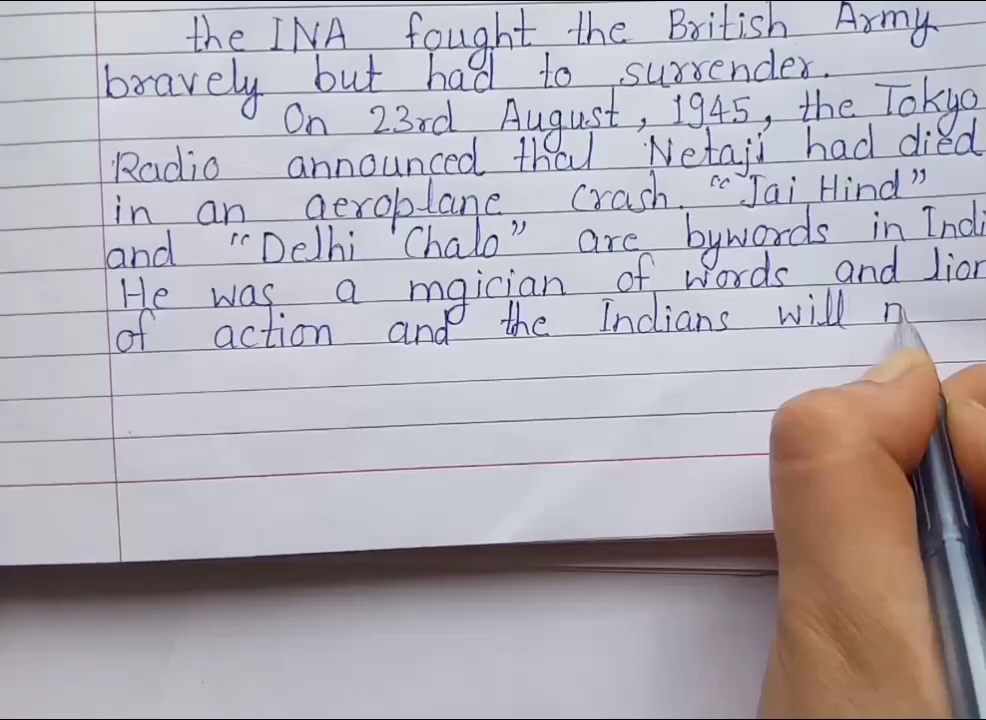 the INA fought the British Army
bravely but had to surrender.
On 23rd August, 1945, the Tokyo
Radio announced that Netaji had died
in an aeroplane crash. "Jai Hind"
and "Delhi Chalo" are bywords in Indi
He was a mgician of words and lion
of action and the Indians will n